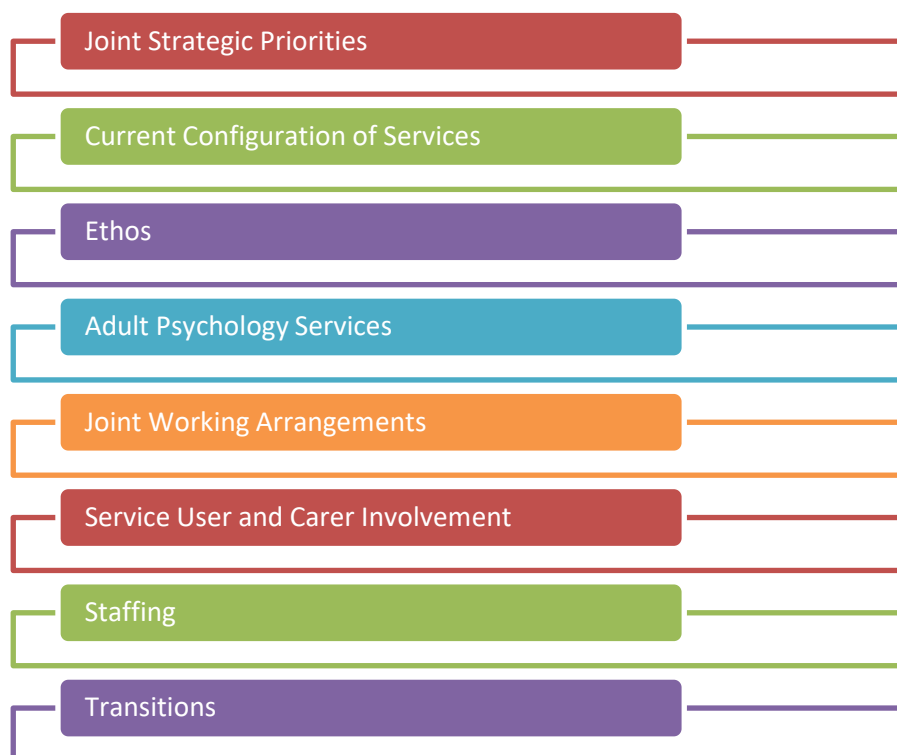 Joint Strategic Priorities
Current Configuration of Services
Ethos
Adult Psychology Services
Joint Working Arrangements
Service User and Carer Involvement
Staffing
Transitions